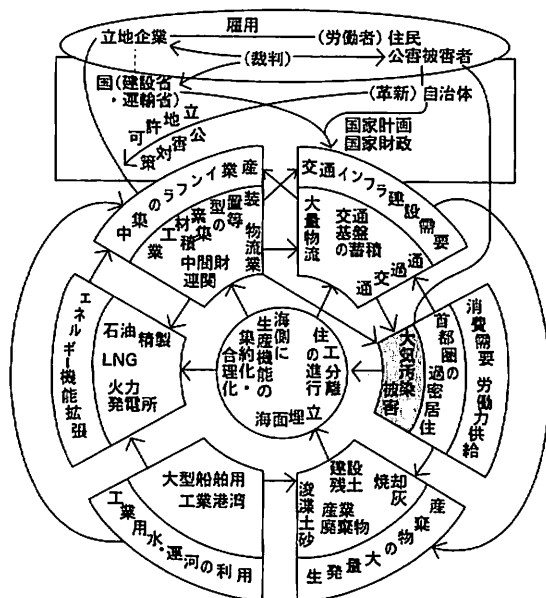 雇用
立地企業
(労働者)住民
(裁判)
公害被害者
国(建設省
・運輸省)
(革新)自治体
立地許可
公害対策
国家計画
国家財政
産業インフラの集中
装置型の集積
等
素材
工業
中間財
連関
物流業
交通インフラ建設需要
大量物流
交通
基盤
の蓄積
通過交通
エネルギー機能拡張
石油精製
LNG
火力
発電所
海側に
生産機能の
集約化・
合理化
住工分離
の進行
海面埋立
大気汚染
被害
首都圏の
過密居住
消費需要 労働力供給
大型船舶用
工業港湾
工業用水・運河の利用
建設
残土
焼却
灰
浚渫土砂
産業
廃棄物
産廃物の大量発生